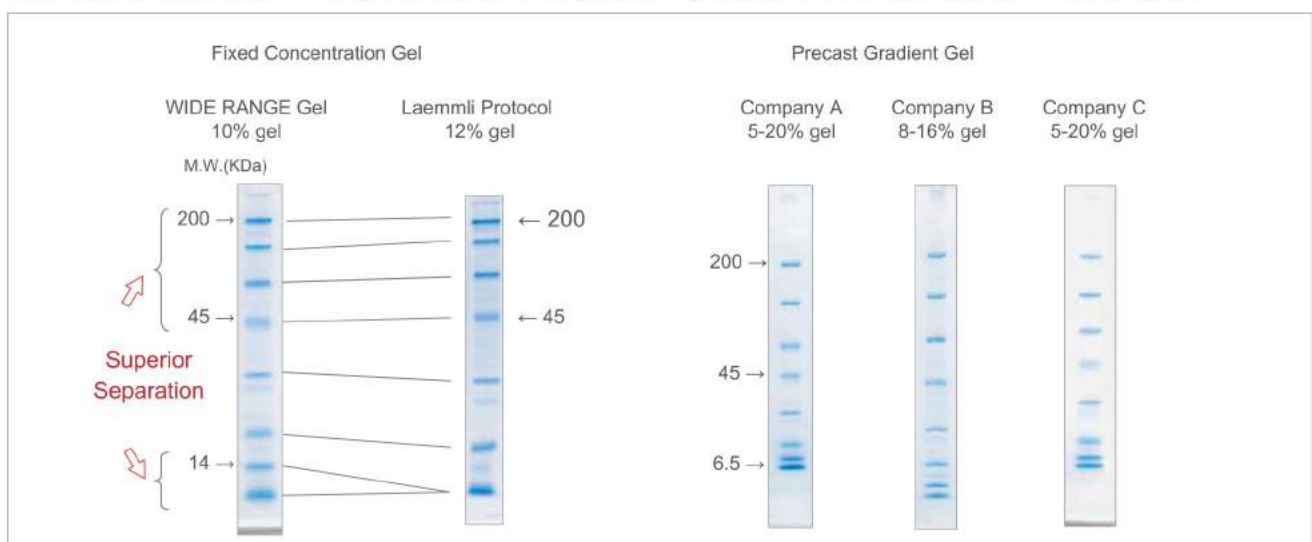 Fixed Concentration Gel
Precast Gradient Gel
WIDE RANGE Gel
10% gel
Laemmli Protocol
12% gel
Company A
5-20% gel
Company B
8-16% gel
Company C
5-20% gel
M.W.(KDa)
200 →
← 200
200 →
45 →
← 45
45 →
Superior
Separation
14 →
6.5 →